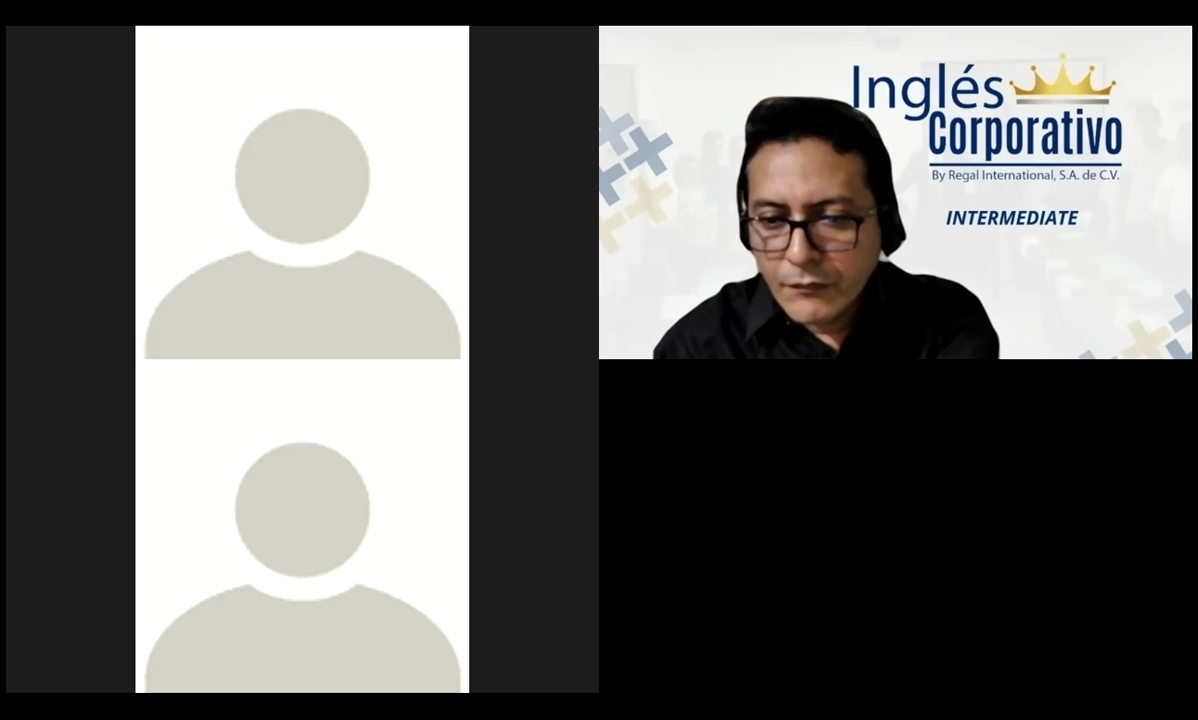 Inglés
Corporativo
By Regal International, S.A. de C.V.
INTERMEDIATE